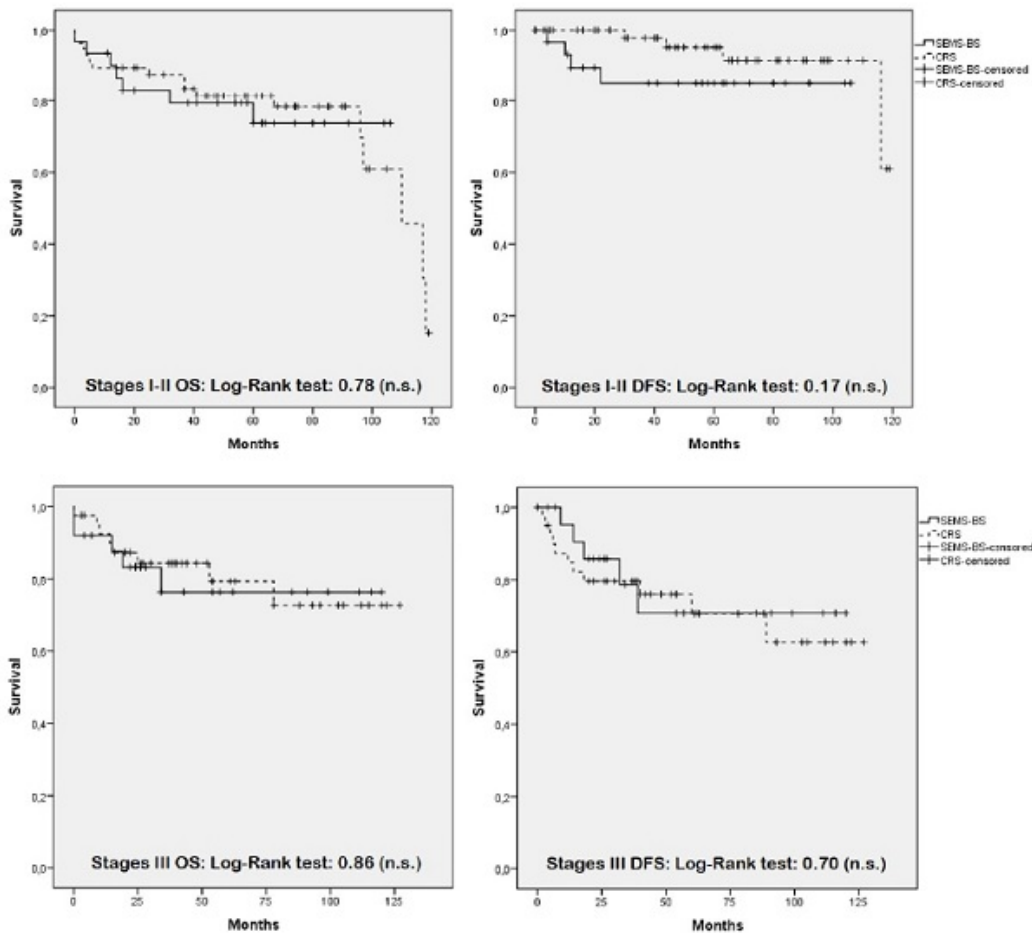 1,0
0,8
0,6
0,4
0,2
0,0
Survival
0 20 40 60 80 100 120
Months
Stages I-II OS: Log-Rank test: 0.78 (n.s.)
1,0
0,8
0,6
0,4
0,2
0,0
Survival
0 20 40 60 80 100 120
Months
Stages I-II DFS: Log-Rank test: 0.17 (n.s.)
SEMS-BS
CRS
SEMS-BS-censored
CRS-censored
1,0
0,8
0,6
0,4
0,2
0,0
Survival
0 25 50 75 100 125
Months
Stages III OS: Log-Rank test: 0.86 (n.s.)
1,0
0,8
0,6
0,4
0,2
0,0
Survival
0 25 50 75 100 125
Months
Stages III DFS: Log-Rank test: 0.70 (n.s.)
SEMS-BS
CRS
SEMS-BS-censored
CRS-censored